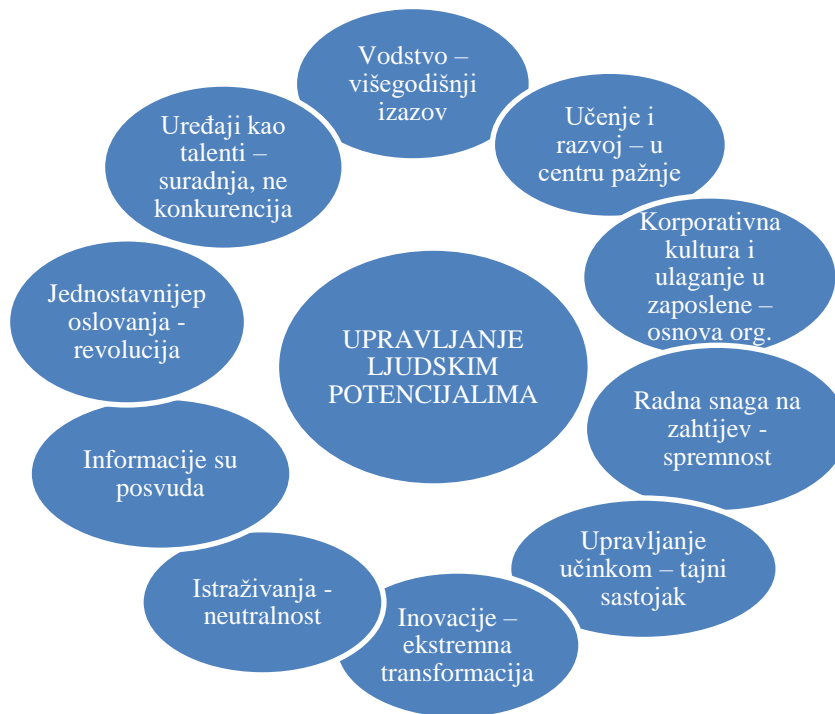 Vodstvo –
višegodišnji
izazov
Učenje i
razvoj – u
centru pažnje
Korporativna
kultura i
ulaganje u
zaposlene –
osnova org.
Radna snaga na
zahtijev -
spremnost
Upravljanje
učinkom – tajni
sastojak
Inovacije –
ekstremna
transformacija
Istraživanja -
neutralnost
Informacije su
posvuda
Jednostavnijep
oslovanja -
revolucija
Uređaji kao
talenti –
suradnja, ne
konkurencija
UPRAVLJANJE
LJUDSKIM
POTENCIJALIMA